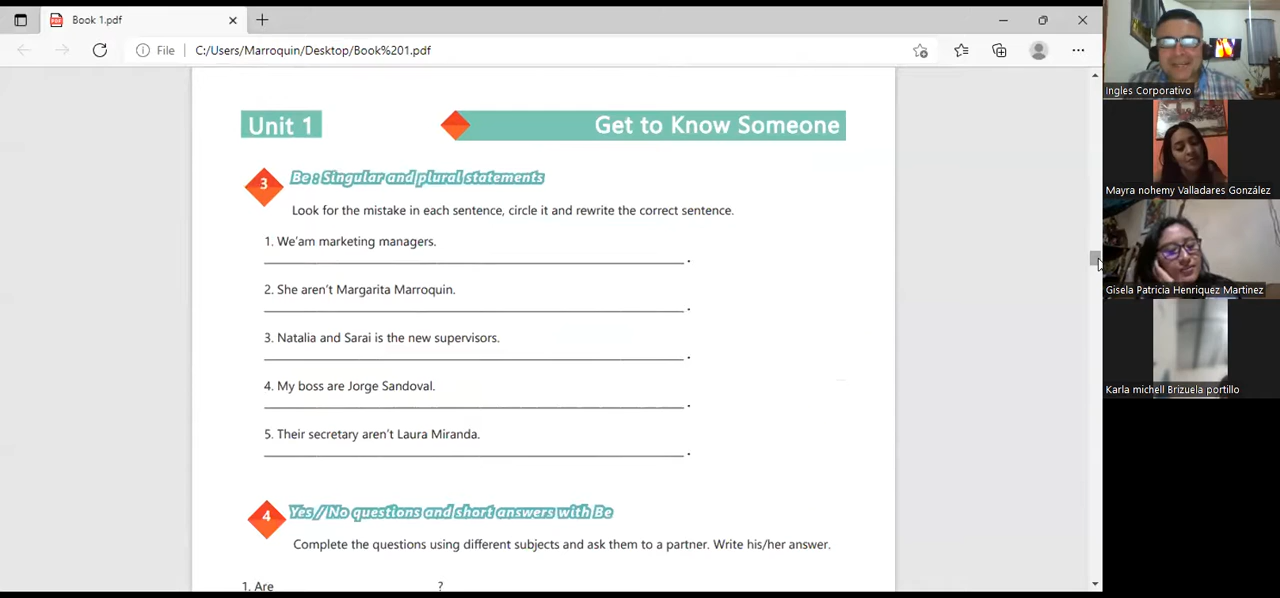 Book 1.pdf
File
C:/Users/Marroquin/Desktop/Book%201.pdf
Unit 1
Get to Know Someone
3
Be : Singular and plural statements
Look for the mistake in each sentence, circle it and rewrite the correct sentence.
1. We'am marketing managers.
.
2. She aren't Margarita Marroquin.
.
3. Natalia and Sarai is the new supervisors.
.
4. My boss are Jorge Sandoval.
.
5. Their secretary aren't Laura Miranda.
.
4
Yes/No questions and short answers with Be
Complete the questions using different subjects and ask them to a partner. Write his/her answer.
1. Are ?
Ingles Corporativo
Mayra nohemy Valladares González
Gisela Patricia Henriquez Martinez
Karla michell Brizuela portillo